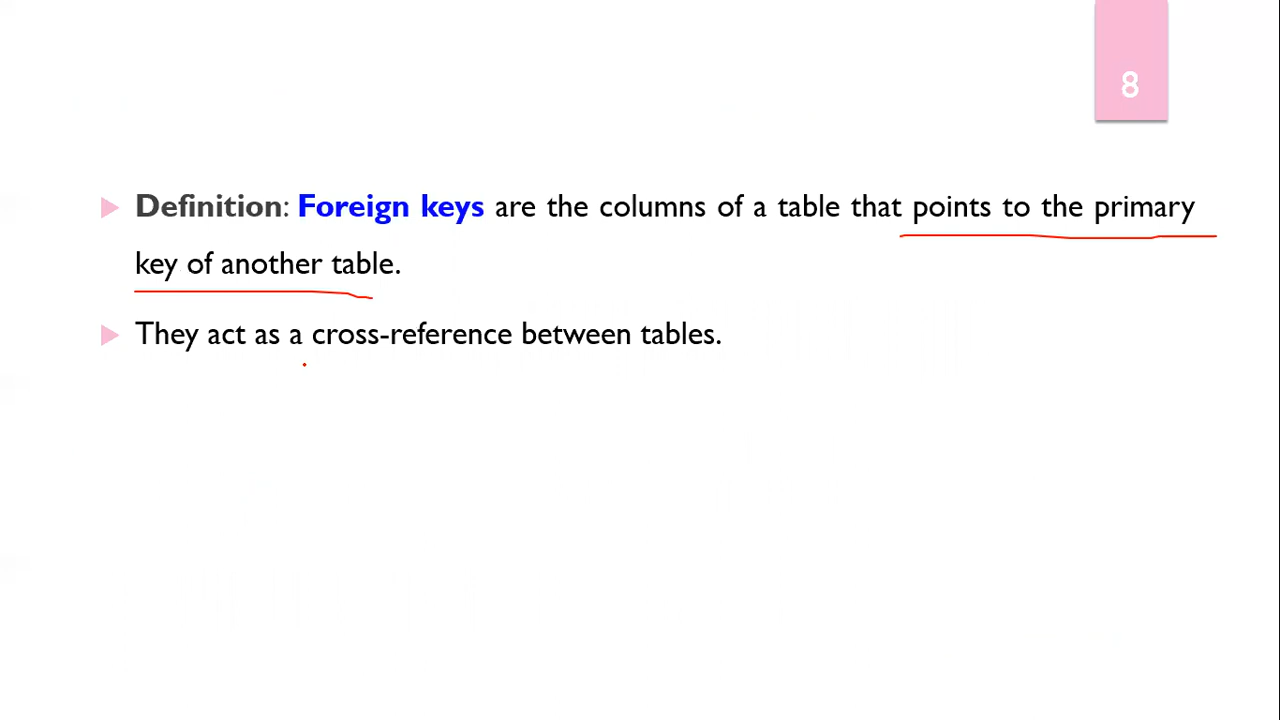 8
Definition: Foreign keys are the columns of a table that points to the primary
key of another table.
They act as a cross-reference between tables.